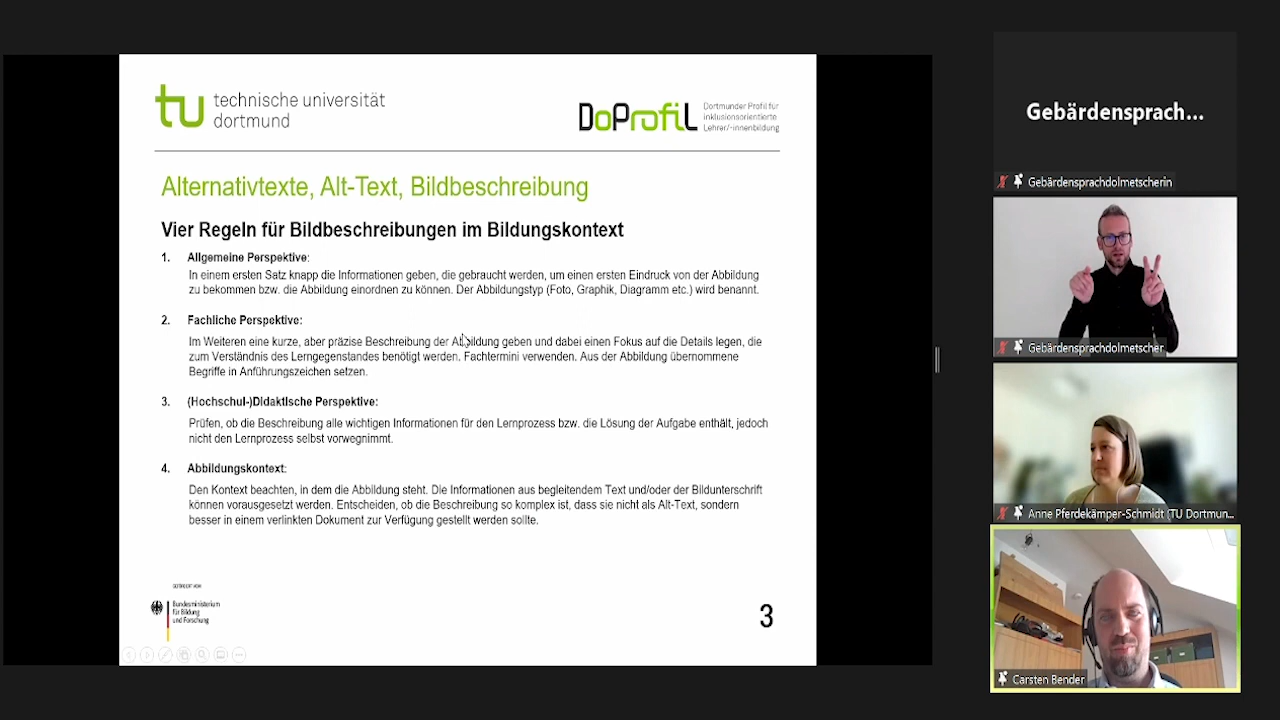 technische universität
dortmund
DoProfiL
Dortmunder Profil für
inklusionsorientierte
Lehrer/-innenbildung
Alternativtexte, Alt-Text, Bildbeschreibung
Vier Regeln für Bildbeschreibungen im Bildungskontext
1. Allgemeine Perspektive:
In einem ersten Satz knapp die Informationen geben, die gebraucht werden, um einen ersten Eindruck von der Abbildung
zu bekommen bzw. die Abbildung einordnen zu können. Der Abbildungstyp (Foto, Graphik, Diagramm etc.) wird benannt.
2. Fachliche Perspektive:
Im Weiteren eine kurze, aber präzise Beschreibung der Abbildung geben und dabei einen Fokus auf die Details legen, die
zum Verständnis des Lerngegenstandes benötigt werden. Fachtermini verwenden. Aus der Abbildung übernommene
Begriffe in Anführungszeichen setzen.
3. (Hochschul-)Didaktische Perspektive:
Prüfen, ob die Beschreibung alle wichtigen Informationen für den Lernprozess bzw. die Lösung der Aufgabe enthält, jedoch
nicht den Lernprozess selbst vorwegnimmt.
4. Abbildungskontext:
Den Kontext beachten, in dem die Abbildung steht. Die Informationen aus begleitendem Text und/oder der Bildunterschrift
können vorausgesetzt werden. Entscheiden, ob die Beschreibung so komplex ist, dass sie nicht als Alt-Text, sondern
besser in einem verlinkten Dokument zur Verfügung gestellt werden sollte.
GEFÖRDERT VOM
Bundesministerium
für Bildung
und Forschung
3
Gebärdensprach...
Gebärdensprachdolmetscherin
Gebärdensprachdolmetscher
Anne Pferdekämper-Schmidt (TU Dortmun...
Carsten Bender